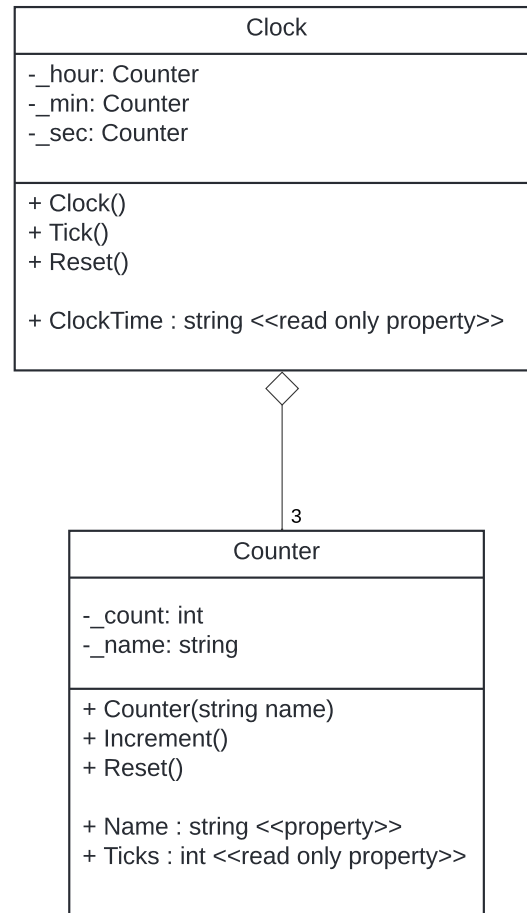 Clock
-_hour: Counter
-_min: Counter
-_sec: Counter
+ Clock()
+ Tick()
+ Reset()
+ ClockTime : string <<read only property>>
3
Counter
-_count: int
-_name: string
+ Counter(string name)
+ Increment()
+ Reset()
+ Name : string <<property>>
+ Ticks : int <<read only property>>